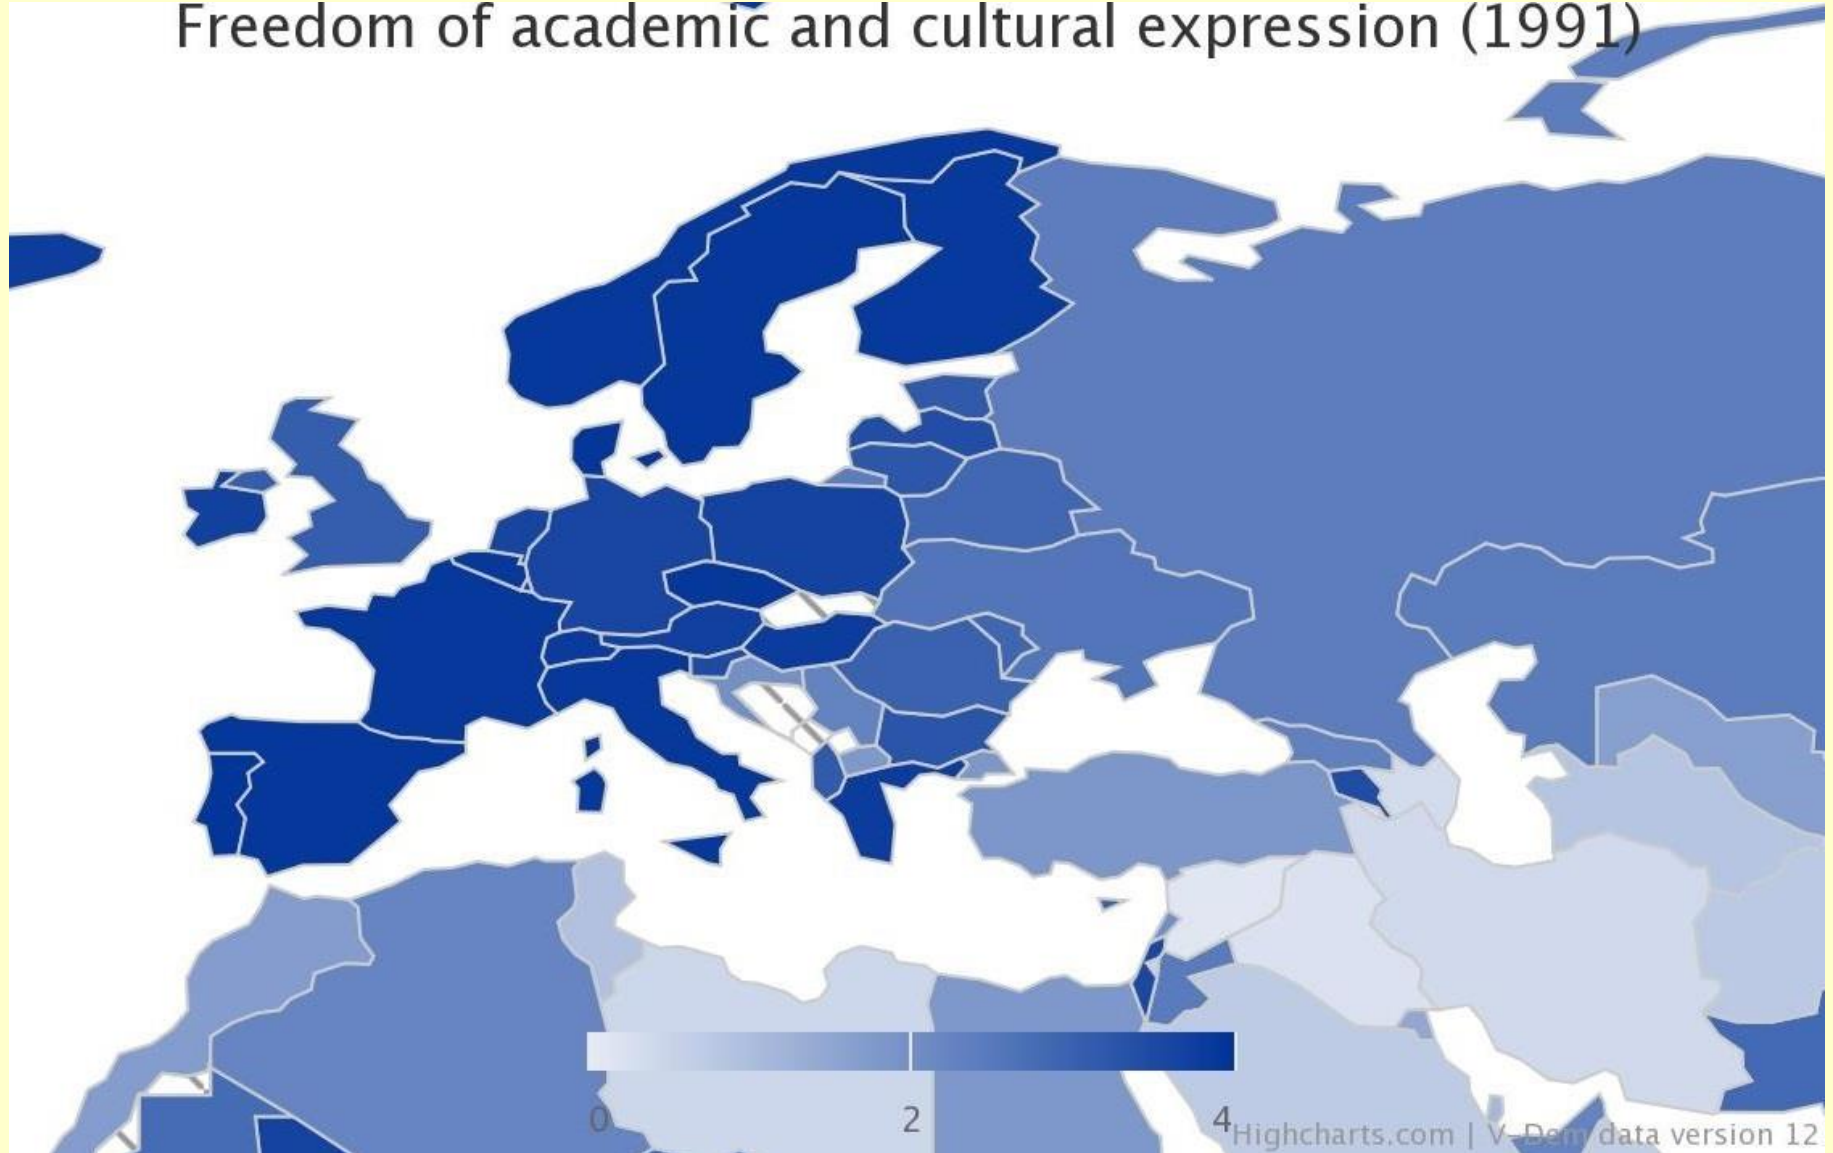 Freedom of academic and cultural expression (1991)
0 2 4
Highcharts.com | V-Dem data version 12